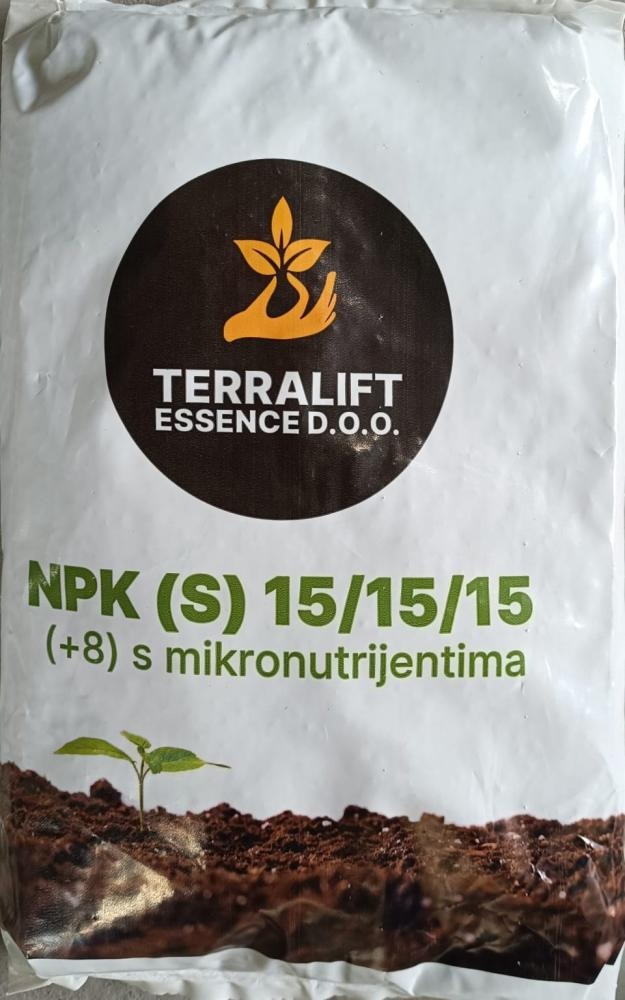 TERRALIFT
ESSENCE D.O.O.
NPK (S) 15/15/15
(+8) s mikronutrijentima